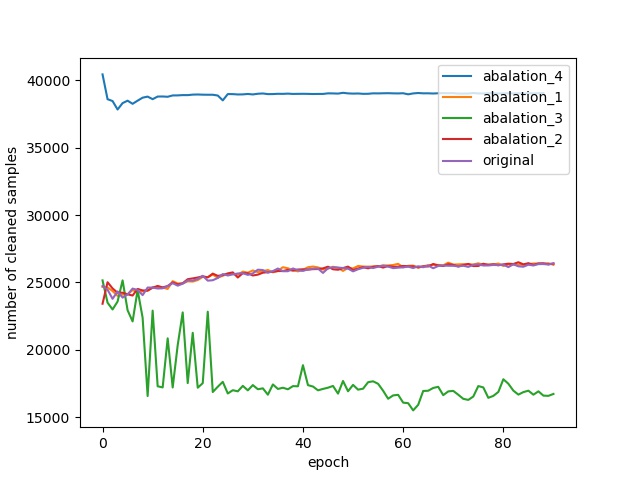 40000
35000
30000
25000
20000
15000
number of cleaned samples
0
20
40
60
80
epoch
abalation_4
abalation_1
abalation_3
abalation_2
original